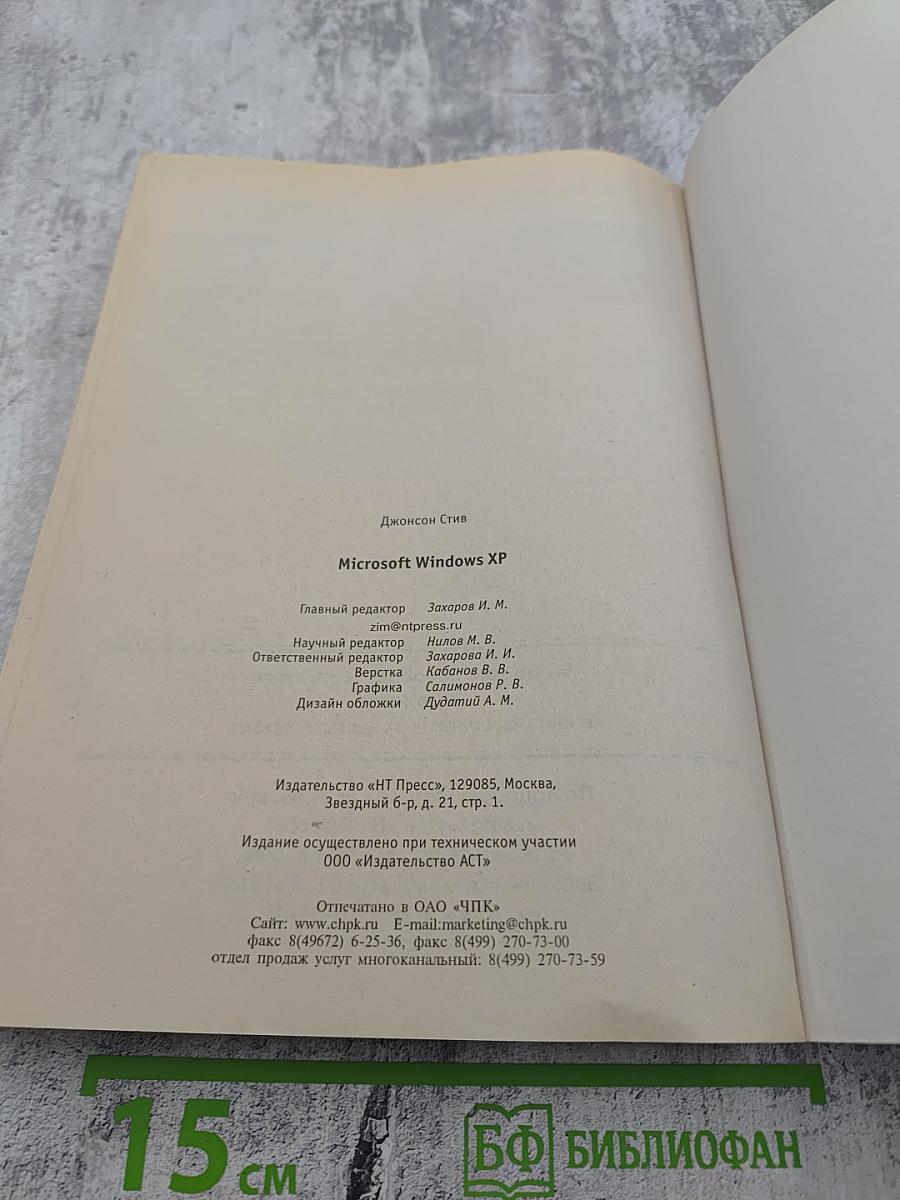 Джонсон Стив
Microsoft Windows XP
Главный редактор Захаров И. М.
zim@ntpress.ru
Научный редактор Нилов М. В.
Ответственный редактор Захарова И. И.
Верстка Кабанов В. В.
Графика Салимонов Р. В.
Дизайн обложки Дудатий А. М.
Издательство «НТ Пресс», 129085, Москва,
Звездный б-р, д. 21, стр. 1.
Издание осуществлено при техническом участии
ООО «Издательство АСТ»
Отпечатано в ОАО «ЧПК»
Сайт: www.chpk.ru E-mail:marketing@chpk.ru
факс 8(49672) 6-25-36, факс 8(499) 270-73-00
отдел продаж услуг многоканальный: 8(499) 270-73-59
15 см
БФ БИБЛИОФАН